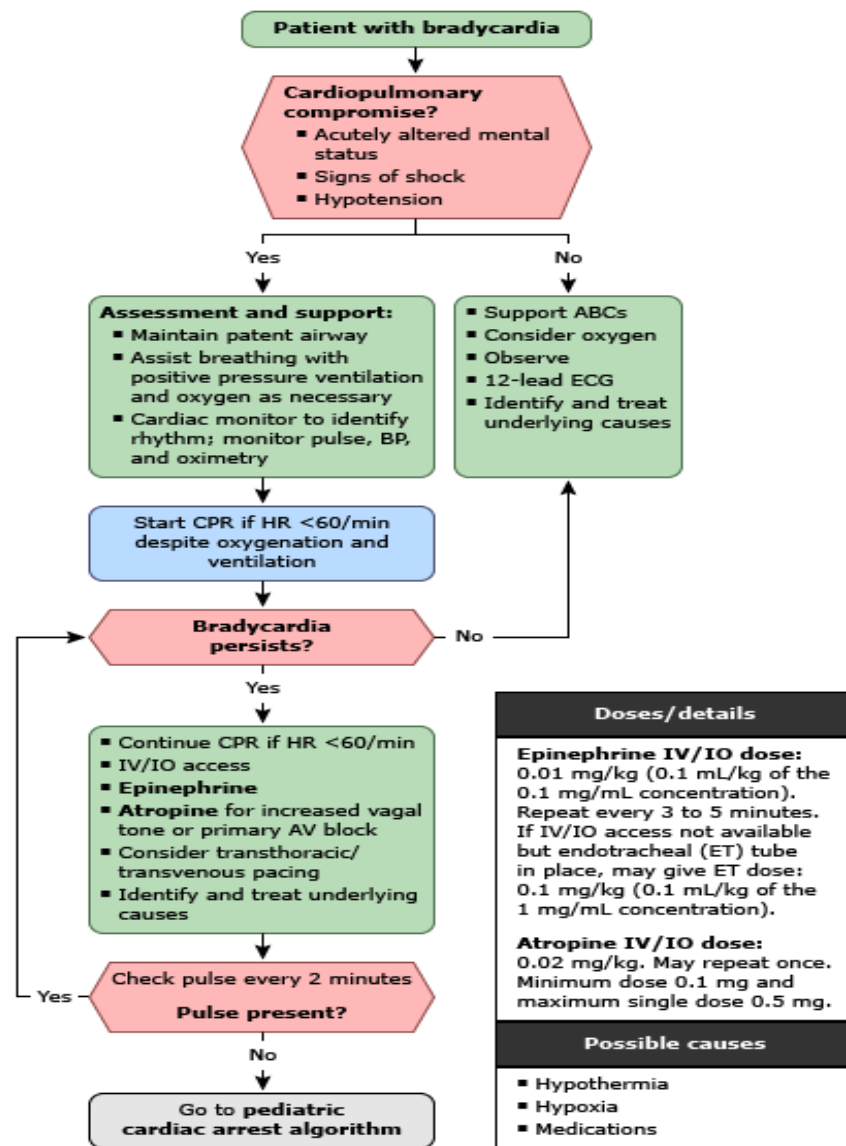 Patient with bradycardia
Cardiopulmonary
compromise?
▪ Acutely altered mental
status
▪ Signs of shock
▪ Hypotension
Yes
No
Assessment and support:
▪ Maintain patent airway
▪ Assist breathing with
positive pressure ventilation
and oxygen as necessary
▪ Cardiac monitor to identify
rhythm; monitor pulse, BP,
and oximetry
▪ Support ABCs
▪ Consider oxygen
▪ Observe
▪ 12-lead ECG
▪ Identify and treat
underlying causes
Start CPR if HR <60/min
despite oxygenation and
ventilation
Bradycardia
persists?
No
Yes
▪ Continue CPR if HR <60/min
▪ IV/IO access
▪ Epinephrine
▪ Atropine for increased vagal
tone or primary AV block
▪ Consider transthoracic/
transvenous pacing
▪ Identify and treat underlying
causes
Check pulse every 2 minutes
Pulse present?
Yes
No
Go to pediatric
cardiac arrest algorithm
Doses/details
Epinephrine IV/IO dose:
0.01 mg/kg (0.1 mL/kg of the
0.1 mg/mL concentration).
Repeat every 3 to 5 minutes.
If IV/IO access not available
but endotracheal (ET) tube
in place, may give ET dose:
0.1 mg/kg (0.1 mL/kg of the
1 mg/mL concentration).
Atropine IV/IO dose:
0.02 mg/kg. May repeat once.
Minimum dose 0.1 mg and
maximum single dose 0.5 mg.
Possible causes
▪ Hypothermia
▪ Hypoxia
▪ Medications